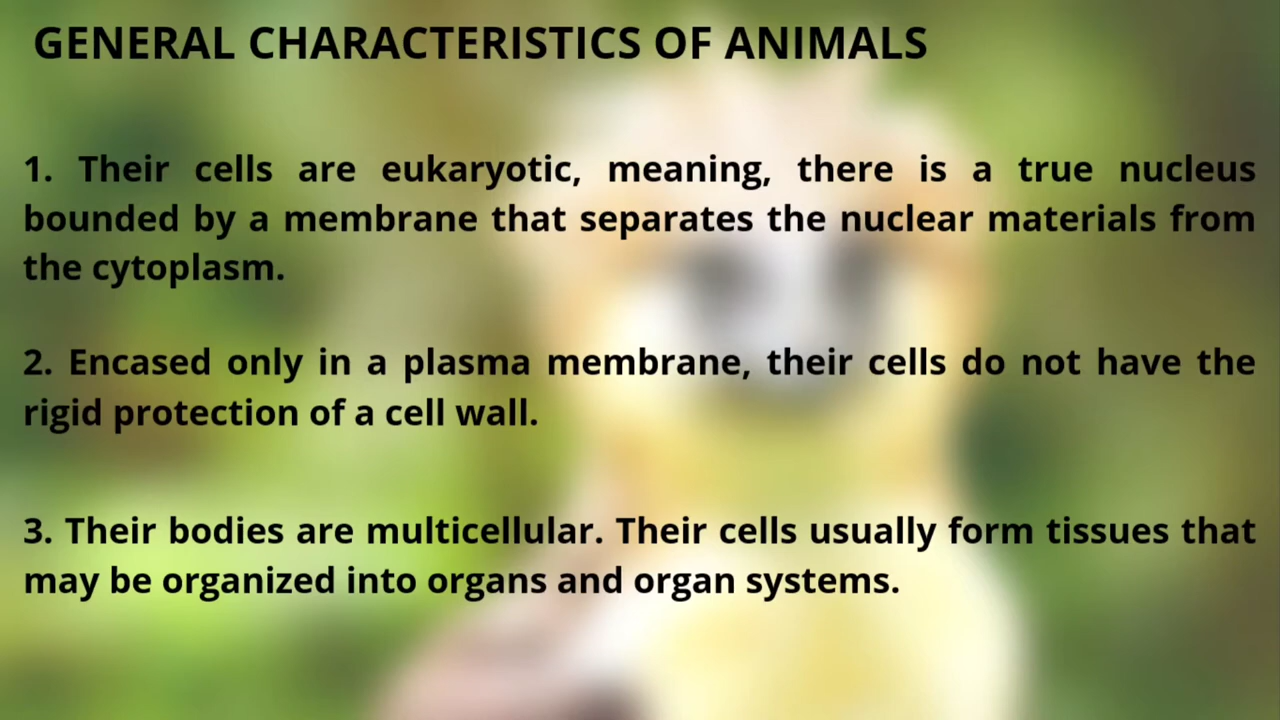 GENERAL CHARACTERISTICS OF ANIMALS
1. Their cells are eukaryotic, meaning, there is a true nucleus
bounded by a membrane that separates the nuclear materials from
the cytoplasm.
2. Encased only in a plasma membrane, their cells do not have the
rigid protection of a cell wall.
3. Their bodies are multicellular. Their cells usually form tissues that
may be organized into organs and organ systems.